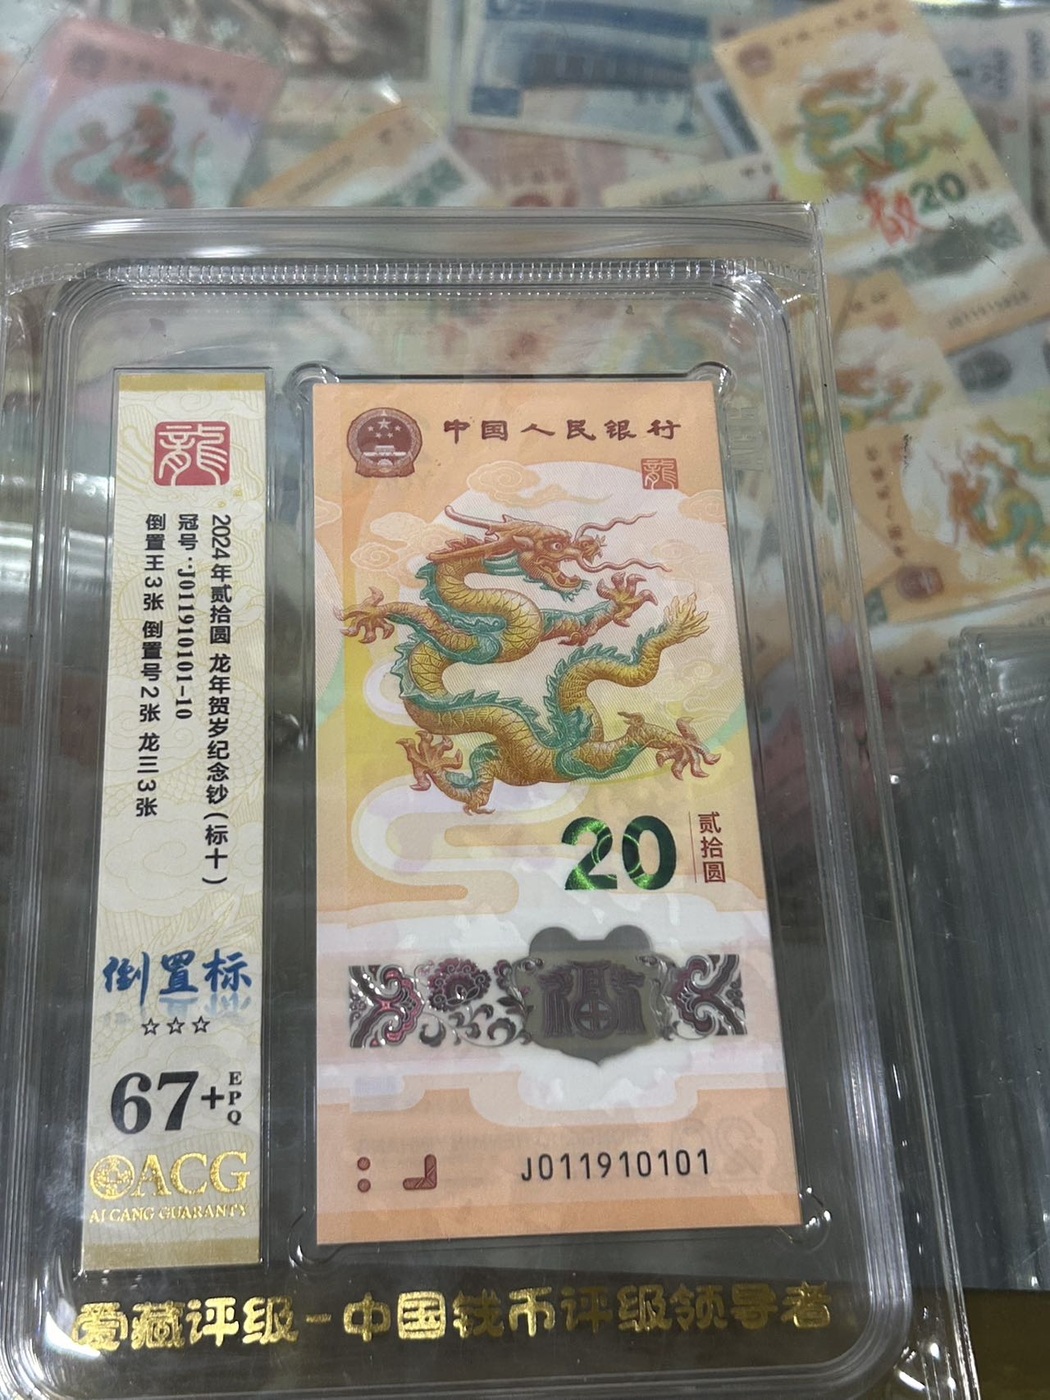 龍
2024年贰拾圆 龙年贺岁纪念钞(标十)
冠号:J011910101-10
倒置王3张 倒置号2张 龙三3张
倒置标
☆☆☆
67+EPQ
ACG
AI CANG GUARANTY
中国人民银行
龍
20
贰拾圆
福
J011910101
爱藏评级-中国钱币评级领导者
20
J0111